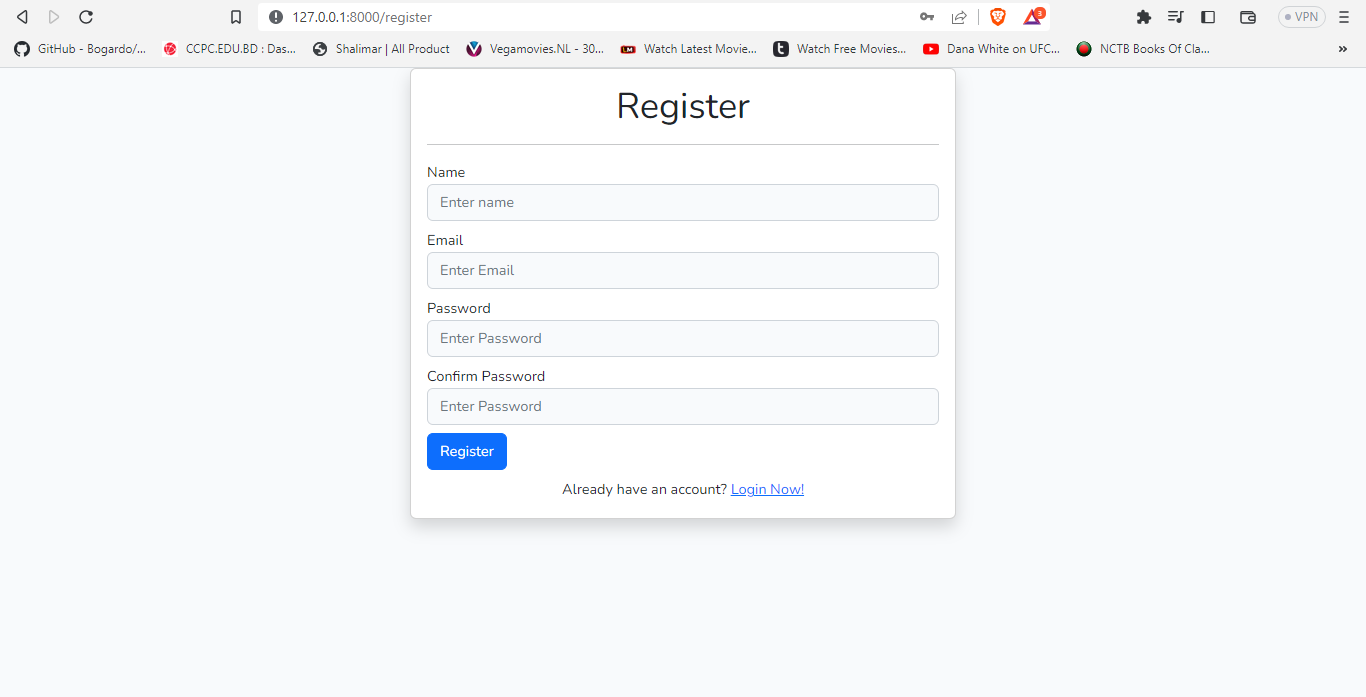 127.0.0.1:8000/register
3
VPN
GitHub - Bogardo/...
CCPC.EDU.BD : Das...
Shalimar | All Product
Vegamovies.NL - 30...
LM
Watch Latest Movie...
t
Watch Free Movies...
Dana White on UFC...
NCTB Books Of Cla...
»
Register
Name
Enter name
Email
Enter Email
Password
Enter Password
Confirm Password
Enter Password
Register
Already have an account? Login Now!